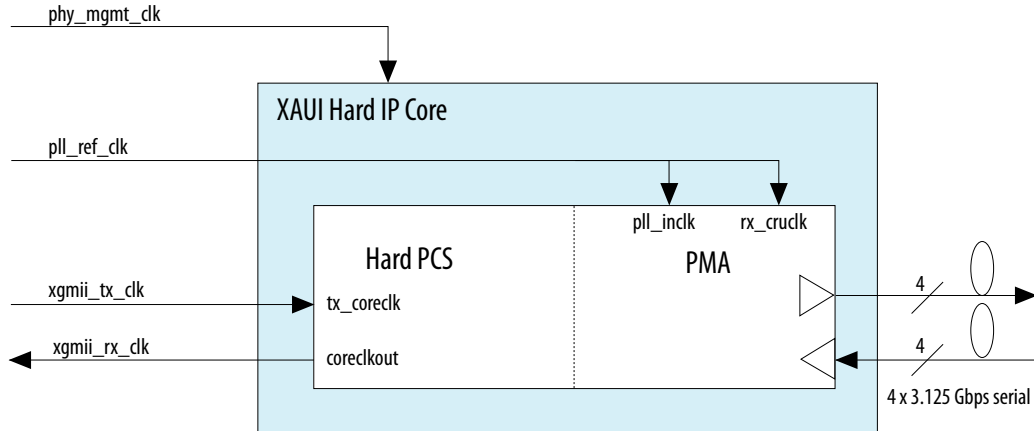 phy_mgmt_clk
XAUI Hard IP Core
pll_ref_clk
pll_inclk
rx_cruclk
Hard PCS
PMA
xgmii_tx_clk
tx_coreclk
4
xgmii_rx_clk
coreclkout
4
4 x 3.125 Gbps serial